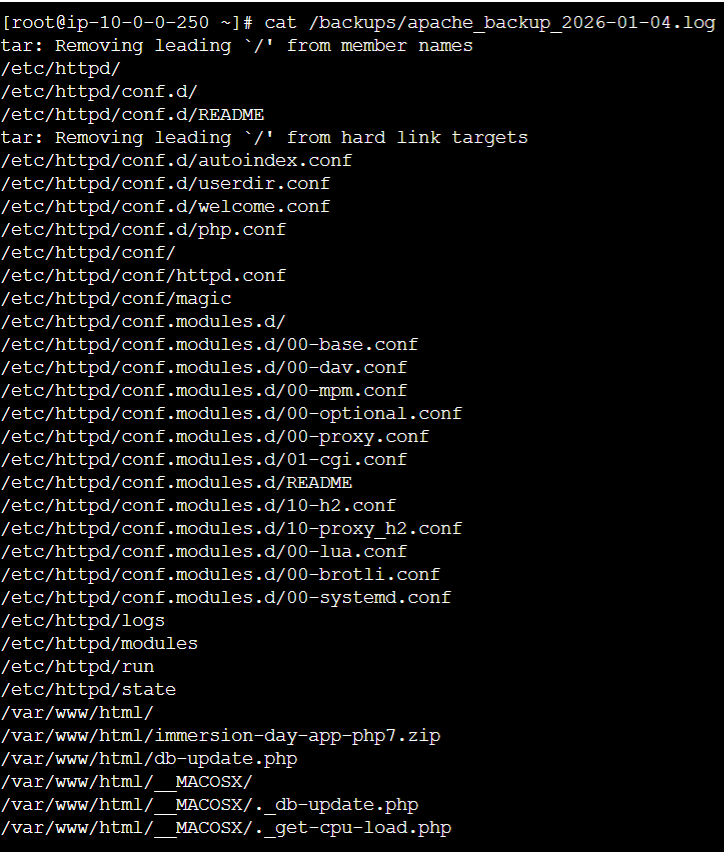 [root@ip-10-0-0-250 ~]# cat /backups/apache_backup_2026-01-04.log
tar: Removing leading `/' from member names
/etc/httpd/
/etc/httpd/conf.d/
/etc/httpd/conf.d/README
tar: Removing leading `/' from hard link targets
/etc/httpd/conf.d/autoindex.conf
/etc/httpd/conf.d/userdir.conf
/etc/httpd/conf.d/welcome.conf
/etc/httpd/conf.d/php.conf
/etc/httpd/conf/
/etc/httpd/conf/httpd.conf
/etc/httpd/conf/magic
/etc/httpd/conf.modules.d/
/etc/httpd/conf.modules.d/00-base.conf
/etc/httpd/conf.modules.d/00-dav.conf
/etc/httpd/conf.modules.d/00-mpm.conf
/etc/httpd/conf.modules.d/00-optional.conf
/etc/httpd/conf.modules.d/00-proxy.conf
/etc/httpd/conf.modules.d/01-cgi.conf
/etc/httpd/conf.modules.d/README
/etc/httpd/conf.modules.d/10-h2.conf
/etc/httpd/conf.modules.d/10-proxy_h2.conf
/etc/httpd/conf.modules.d/00-lua.conf
/etc/httpd/conf.modules.d/00-brotli.conf
/etc/httpd/conf.modules.d/00-systemd.conf
/etc/httpd/logs
/etc/httpd/modules
/etc/httpd/run
/etc/httpd/state
/var/www/html/
/var/www/html/immersion-day-app-php7.zip
/var/www/html/db-update.php
/var/www/html/__MACOSX/
/var/www/html/__MACOSX/._db-update.php
/var/www/html/__MACOSX/._get-cpu-load.php